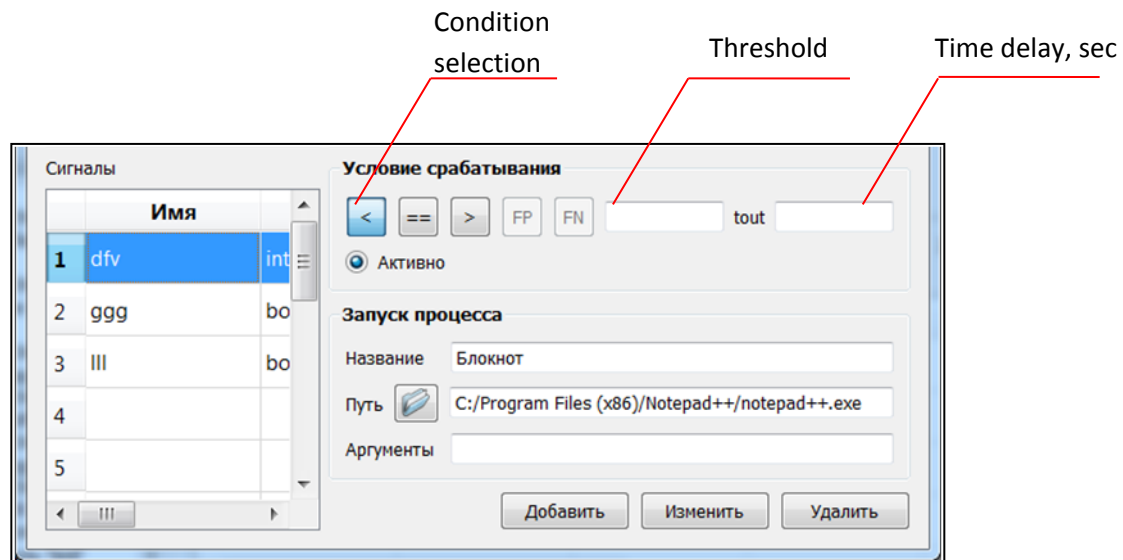 Condition
selection
Threshold
Time delay, sec
Сигналы
Имя
1 dfv int
2 ggg bo
3 lll bo
4
5
Условие срабатывания
< == > FP FN tout
Активно
Запуск процесса
Название Блокнот
Путь C:/Program Files (x86)/Notepad++/notepad++.exe
Аргументы
Добавить Изменить Удалить